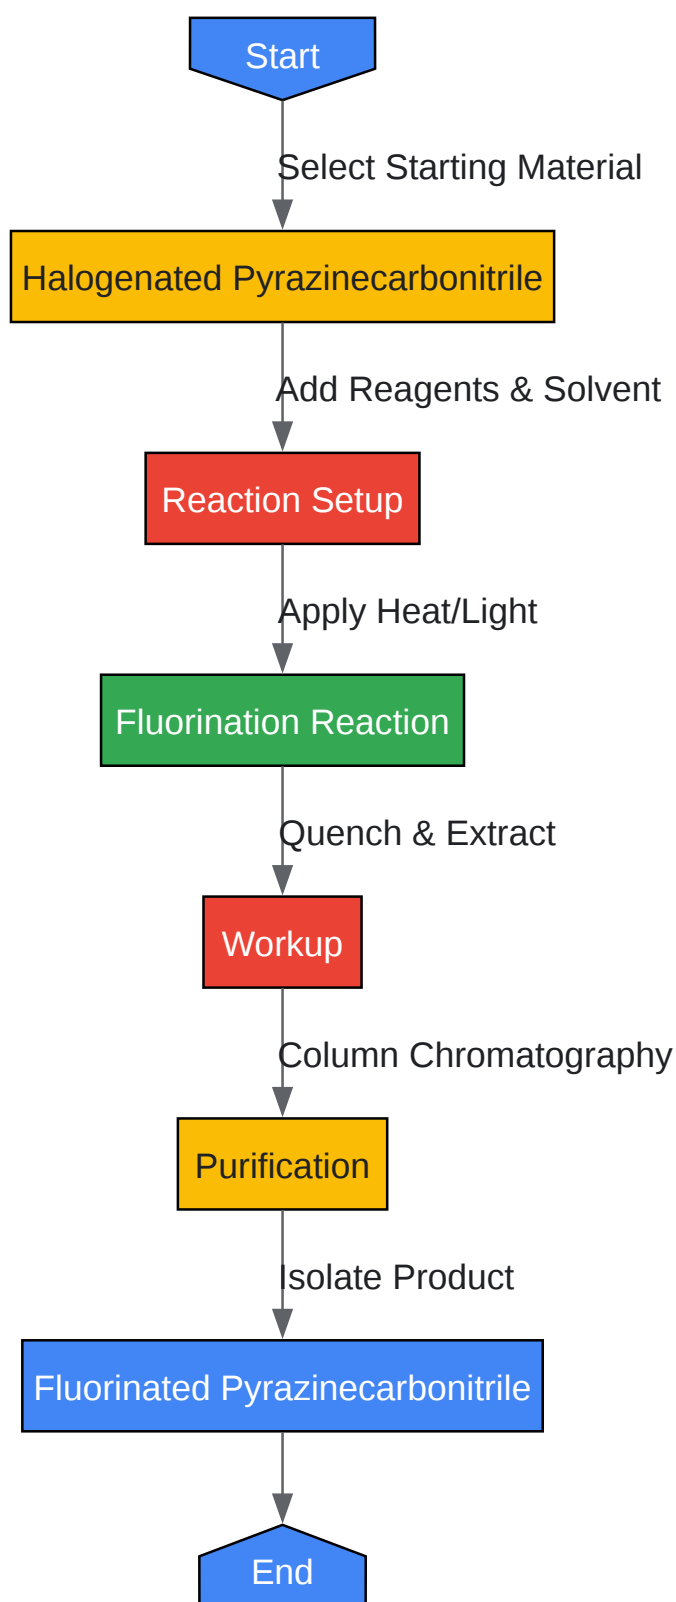 Start
Select Starting Material
Halogenated Pyrazinecarbonitrile
Add Reagents & Solvent
Reaction Setup
Apply Heat/Light
Fluorination Reaction
Quench & Extract
Workup
Column Chromatography
Purification
Isolate Product
Fluorinated Pyrazinecarbonitrile
End